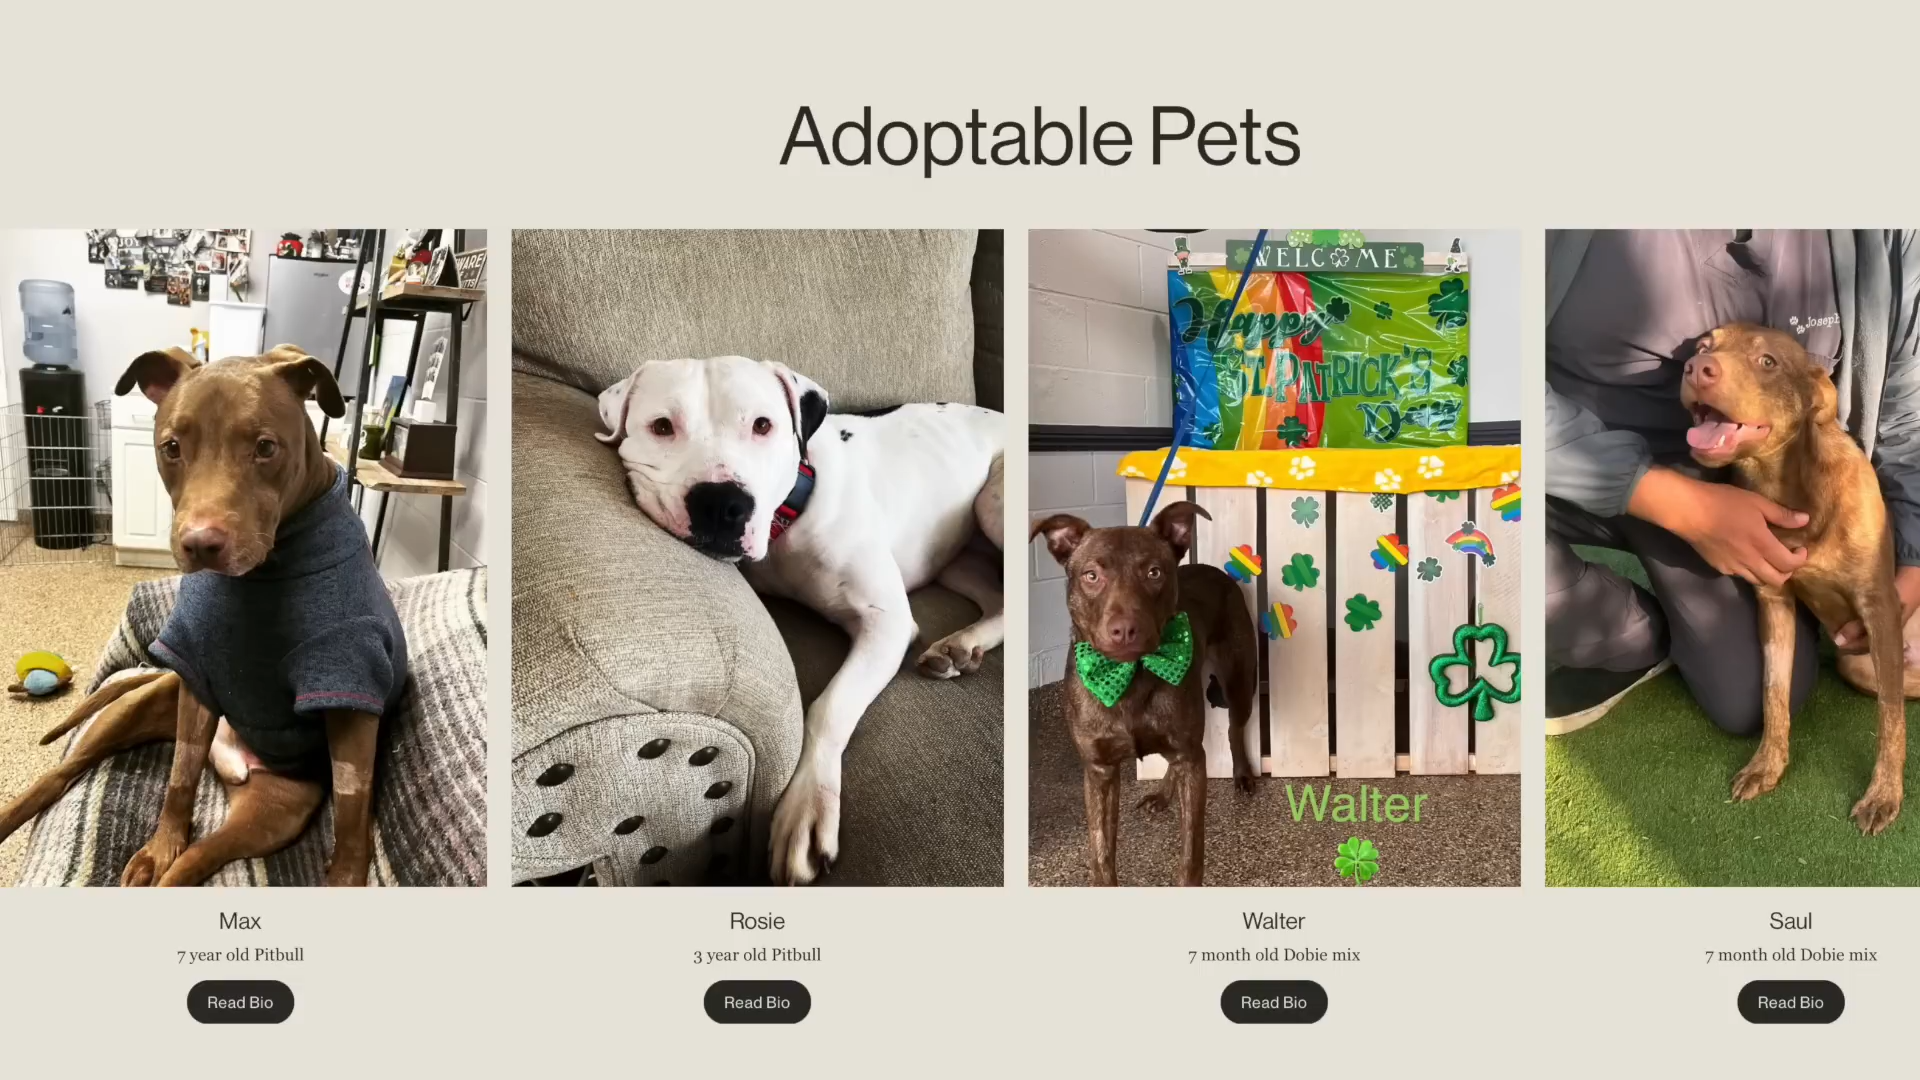 Adoptable Pets
JOY
WELCOME
Happy
ST. PATRICK'S
Day
Joseph
Walter
Max
Rosie
Walter
Saul
7 year old Pitbull
3 year old Pitbull
7 month old Dobie mix
7 month old Dobie mix
Read Bio
Read Bio
Read Bio
Read Bio